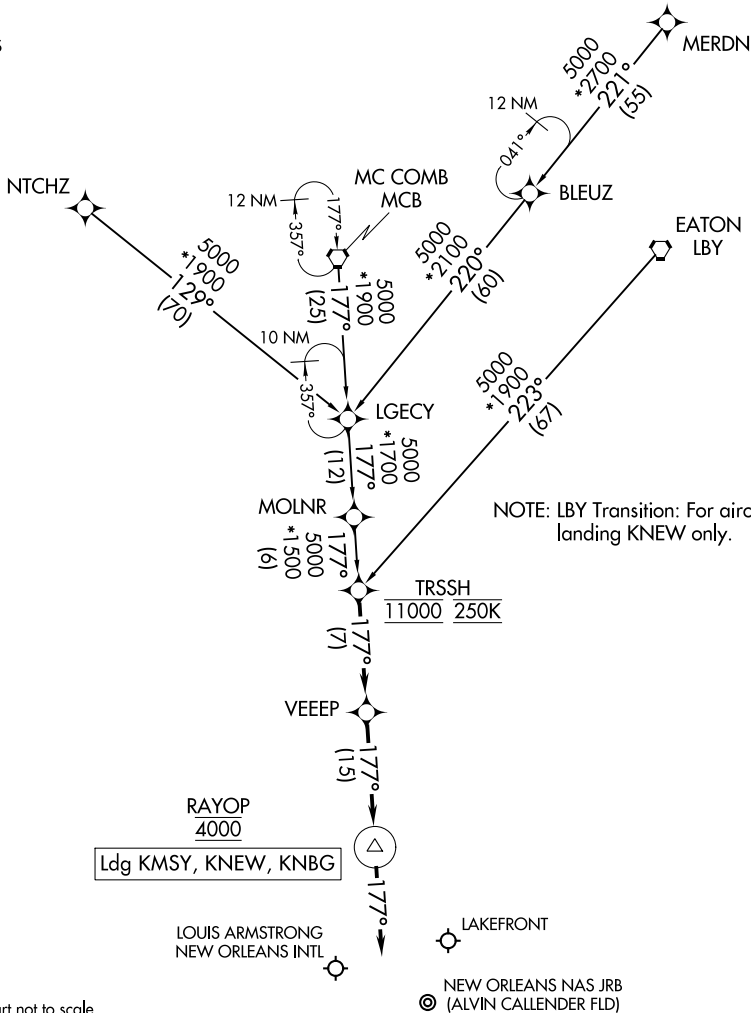 MERDN
5000
*2700
221°
(55)
12 NM
041°
BLEUZ
NTCHZ
12 NM
177°
357°
MC COMB
MCB
EATON
LBY
5000
*1900
129°
(70)
5000
*1900
177°
(25)
5000
*2100
220°
(60)
10 NM
357°
LGECY
5000
*1900
223°
(67)
5000
*1700
177°
(12)
MOLNR
NOTE: LBY Transition: For airc
landing KNEW only.
177°
5000
*1500
(6)
TRSSH
11000 250K
177°
(7)
VEEEP
177°
(15)
RAYOP
4000
Ldg KMSY, KNEW, KNBG
177°
LOUIS ARMSTRONG
NEW ORLEANS INTL
LAKEFRONT
NEW ORLEANS NAS JRB
(ALVIN CALLENDER FLD)
art not to scale